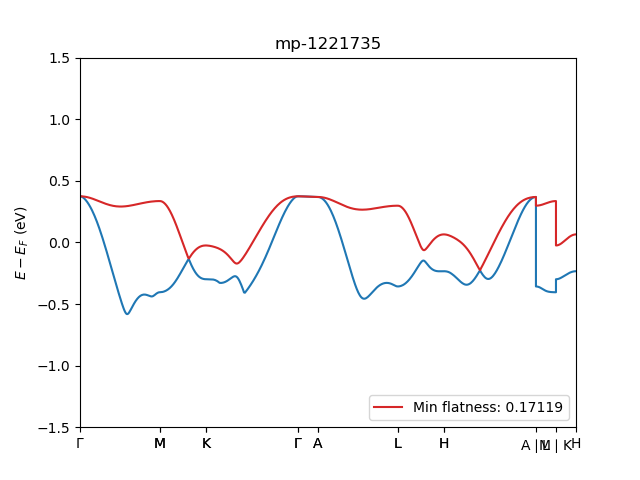 mp-1221735
1.5
1.0
0.5
0.0
−0.5
−1.0
−1.5
E − E_F (eV)
Min flatness: 0.17119
Γ M K Γ A L H A | L M | K H